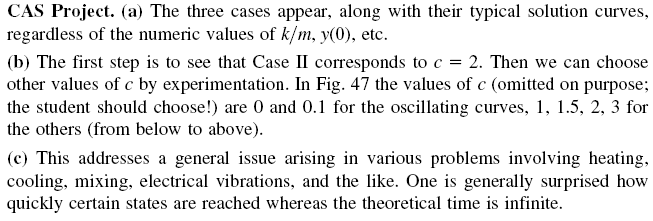 CAS Project. (a) The three cases appear, along with their typical solution curves,
regardless of the numeric values of k/m, y(0), etc.
(b) The first step is to see that Case II corresponds to c = 2. Then we can choose
other values of c by experimentation. In Fig. 47 the values of c (omitted on purpose;
the student should choose!) are 0 and 0.1 for the oscillating curves, 1, 1.5, 2, 3 for
the others (from below to above).
(c) This addresses a general issue arising in various problems involving heating,
cooling, mixing, electrical vibrations, and the like. One is generally surprised how
quickly certain states are reached whereas the theoretical time is infinite.